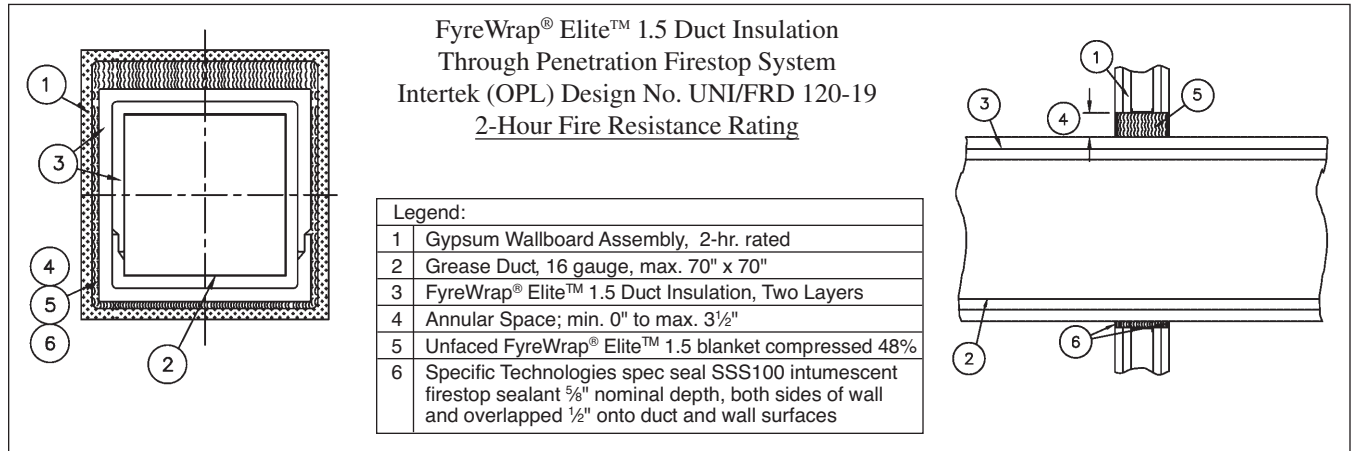 FyreWrap® Elite™ 1.5 Duct Insulation
Through Penetration Firestop System
Intertek (OPL) Design No. UNI/FRD 120-19
2-Hour Fire Resistance Rating
1
3
4
5
6
2
Legend:
1 Gypsum Wallboard Assembly, 2-hr. rated
2 Grease Duct, 16 gauge, max. 70" x 70"
3 FyreWrap® Elite™ 1.5 Duct Insulation, Two Layers
4 Annular Space; min. 0" to max. 3½"
5 Unfaced FyreWrap® Elite™ 1.5 blanket compressed 48%
6 Specific Technologies spec seal SSS100 intumescent
firestop sealant ⅝" nominal depth, both sides of wall
and overlapped ½" onto duct and wall surfaces
1
3
4
5
2
6